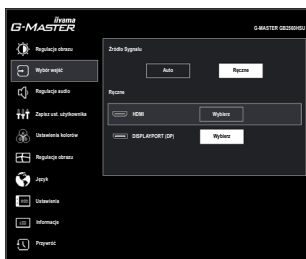 iiyama
G-MASTER
G-MASTER GB2560HSU
Regulacje obrazu
Źródło Sygnału
Wybór wejść
Auto
Ręczne
Regulacje audio
Ręczne
Zapisz ust. użytkownika
HDMI
Wybierz
Ustawienia kolorów
DISPLAYPORT (DP)
Wybierz
Regulacje obrazu
Język
Ustawienia
Informacje
Przywróć